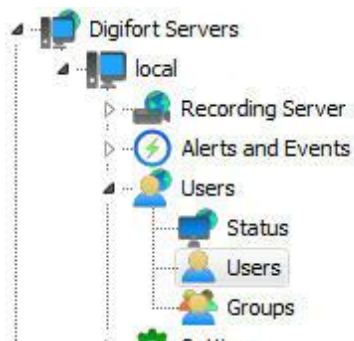 Digifort Servers
local
Recording Server
Alerts and Events
Users
Status
Users
Groups